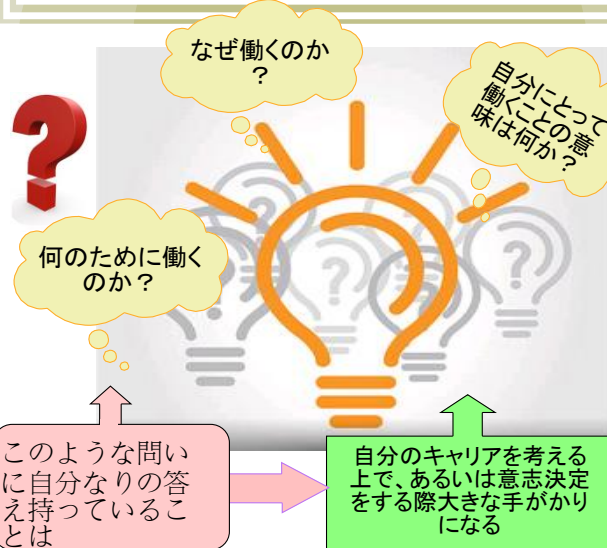 なぜ働くのか
？
自分にとって
働くことの意
味は何か？
何のために働く
のか？
このような問い
に自分なりの答
え持っているこ
とは
自分のキャリアを考える
上で、あるいは意志決定
をする際大きな手がかり
になる